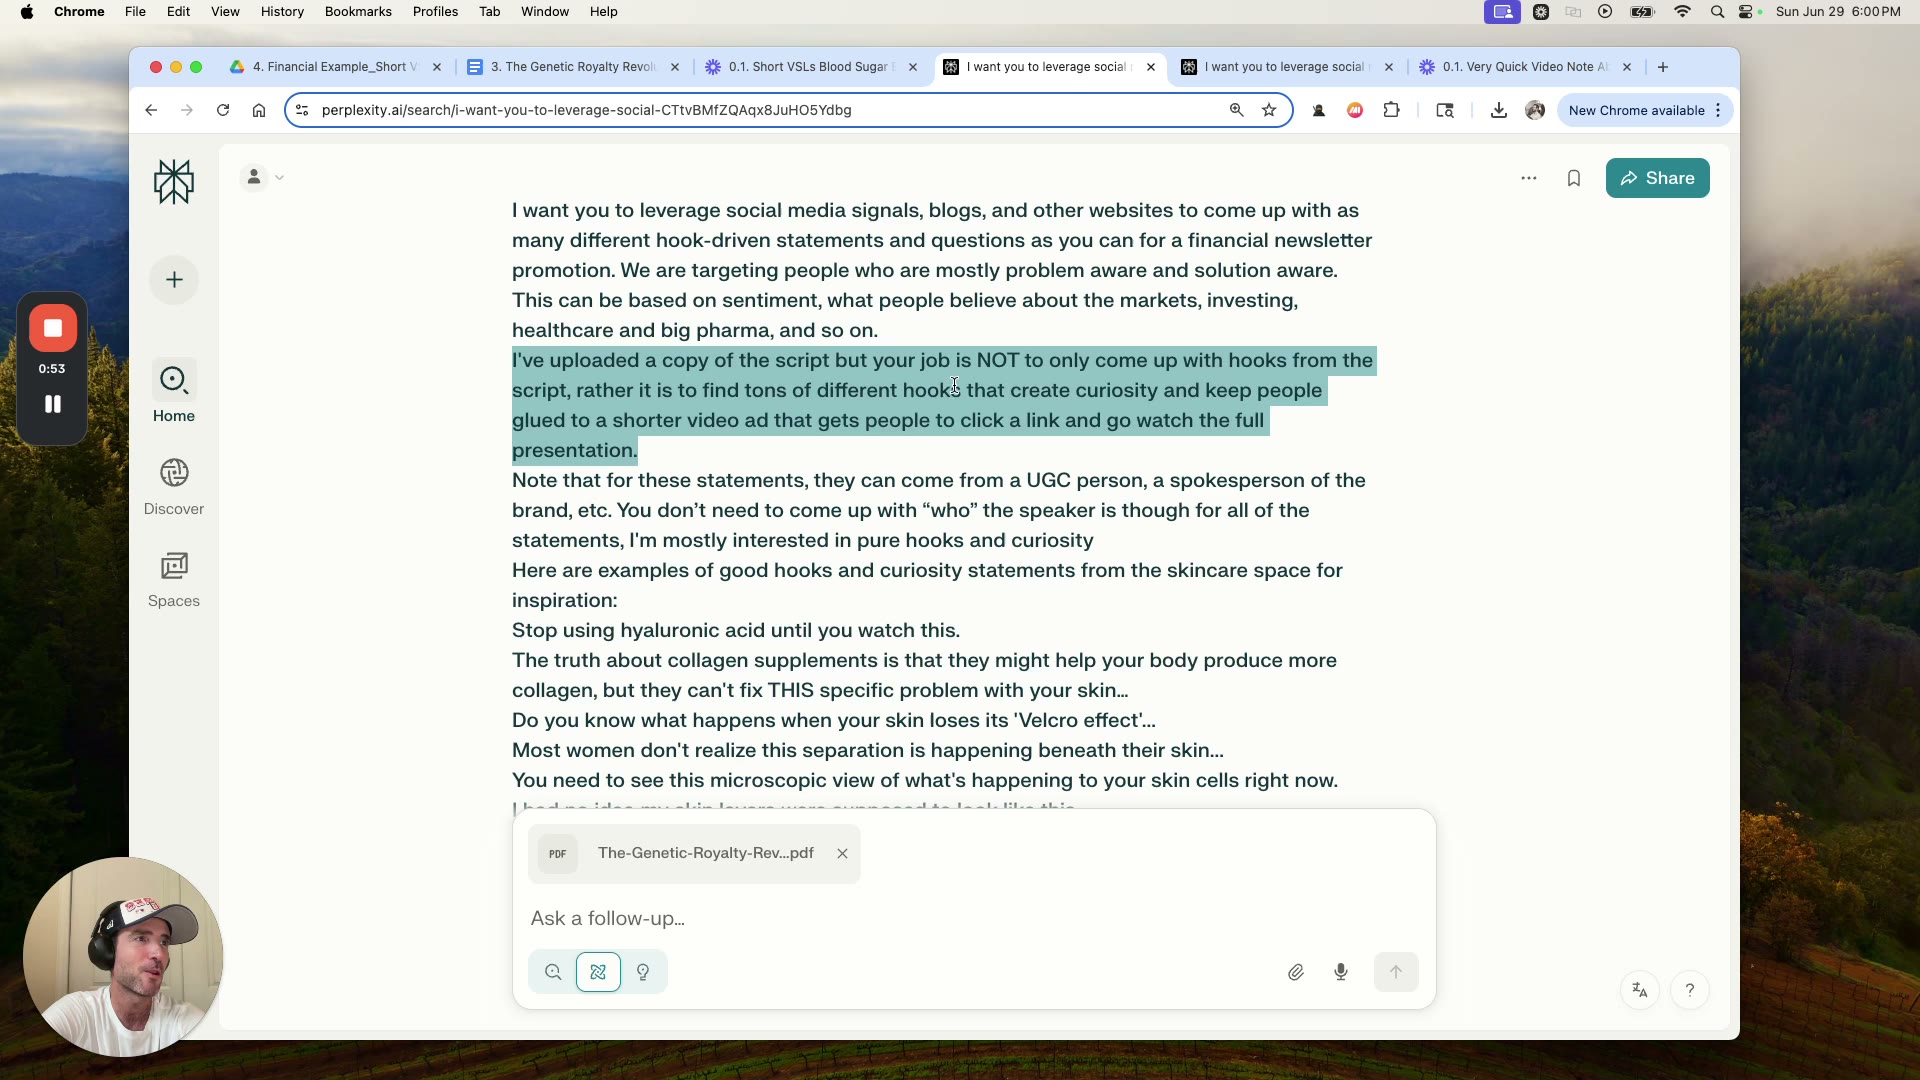 Chrome File Edit View History Bookmarks Profiles Tab Window Help Sun Jun 29 6:00 PM
4. Financial Example_Short V
3. The Genetic Royalty Revol
0.1. Short VSLs Blood Sugar
I want you to leverage social
I want you to leverage social
0.1. Very Quick Video Note A
perplexity.ai/search/i-want-you-to-leverage-social-CTtvBMfZQAqx8JuHO5Ydbg
New Chrome available
Share
I want you to leverage social media signals, blogs, and other websites to come up with as
many different hook-driven statements and questions as you can for a financial newsletter
promotion. We are targeting people who are mostly problem aware and solution aware.
This can be based on sentiment, what people believe about the markets, investing,
healthcare and big pharma, and so on.
I've uploaded a copy of the script but your job is NOT to only come up with hooks from the
script, rather it is to find tons of different hooks that create curiosity and keep people
glued to a shorter video ad that gets people to click a link and go watch the full
presentation.
Note that for these statements, they can come from a UGC person, a spokesperson of the
brand, etc. You don’t need to come up with “who” the speaker is though for all of the
statements, I'm mostly interested in pure hooks and curiosity
Here are examples of good hooks and curiosity statements from the skincare space for
inspiration:
Stop using hyaluronic acid until you watch this.
The truth about collagen supplements is that they might help your body produce more
collagen, but they can't fix THIS specific problem with your skin…
Do you know what happens when your skin loses its 'Velcro effect'…
Most women don't realize this separation is happening beneath their skin…
You need to see this microscopic view of what's happening to your skin cells right now.
I had no idea my skin layers were supposed to look like this
0:53
Home
Discover
Spaces
PDF
The-Genetic-Royalty-Rev...pdf
Ask a follow-up…
?